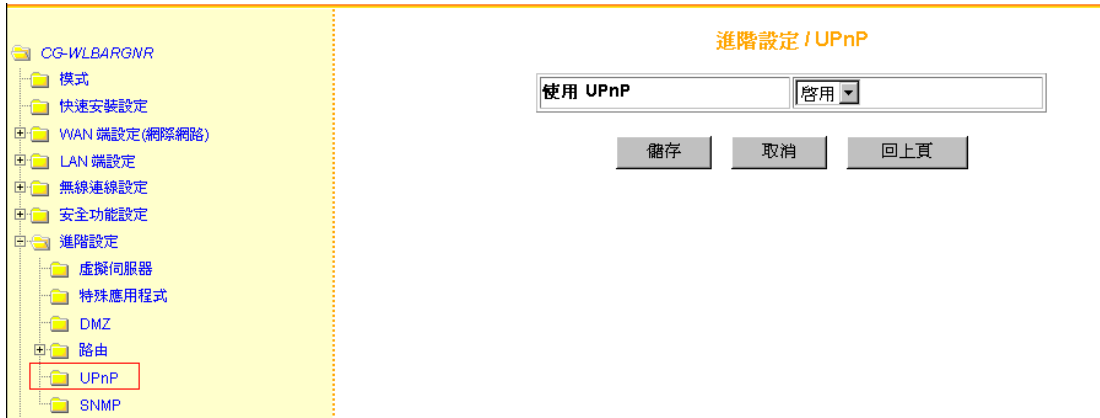 CG-WLBARGNR
模式
快速安裝設定
WAN 端設定(網際網路)
LAN 端設定
無線連線設定
安全功能設定
進階設定
虛擬伺服器
特殊應用程式
DMZ
路由
UPnP
SNMP
進階設定 / UPnP
使用 UPnP
啓用
儲存
取消
回上頁